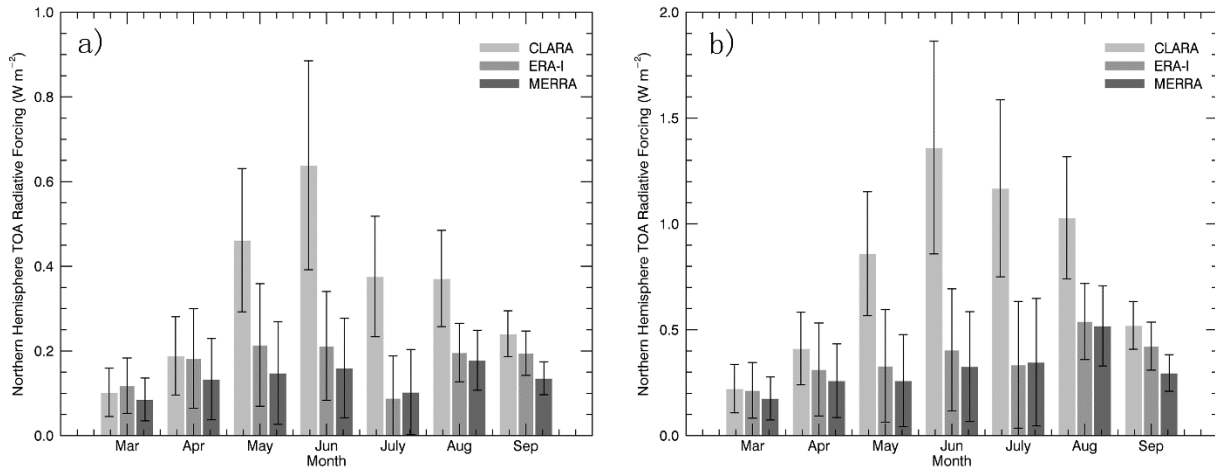 a)
Northern Hemisphere TOA Radiative Forcing (W m⁻²)
1.0
0.8
0.6
0.4
0.2
0.0
CLARA
ERA-I
MERRA
Mar Apr May Jun July Aug Sep
Month
b)
Northern Hemisphere TOA Radiative Forcing (W m⁻²)
2.0
1.5
1.0
0.5
0.0
CLARA
ERA-I
MERRA
Mar Apr May Jun July Aug Sep
Month